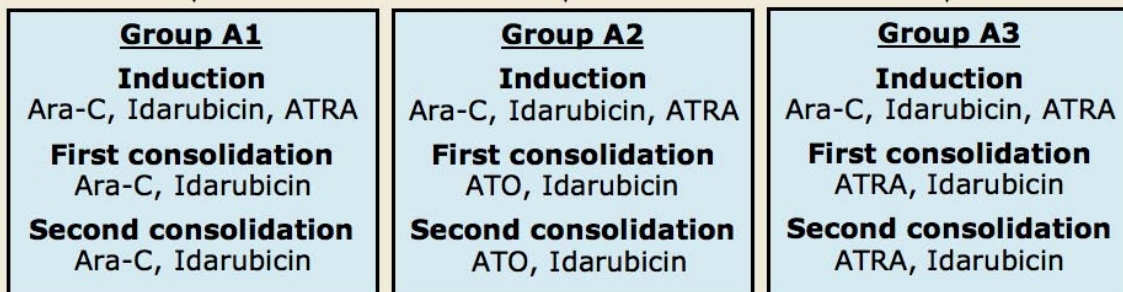 Group A1
Induction
Ara-C, Idarubicin, ATRA
First consolidation
Ara-C, Idarubicin
Second consolidation
Ara-C, Idarubicin
Group A2
Induction
Ara-C, Idarubicin, ATRA
First consolidation
ATO, Idarubicin
Second consolidation
ATO, Idarubicin
Group A3
Induction
Ara-C, Idarubicin, ATRA
First consolidation
ATRA, Idarubicin
Second consolidation
ATRA, Idarubicin